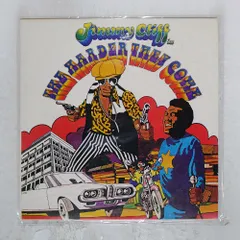 Jimmy Cliff in
THE HARDER THEY COME